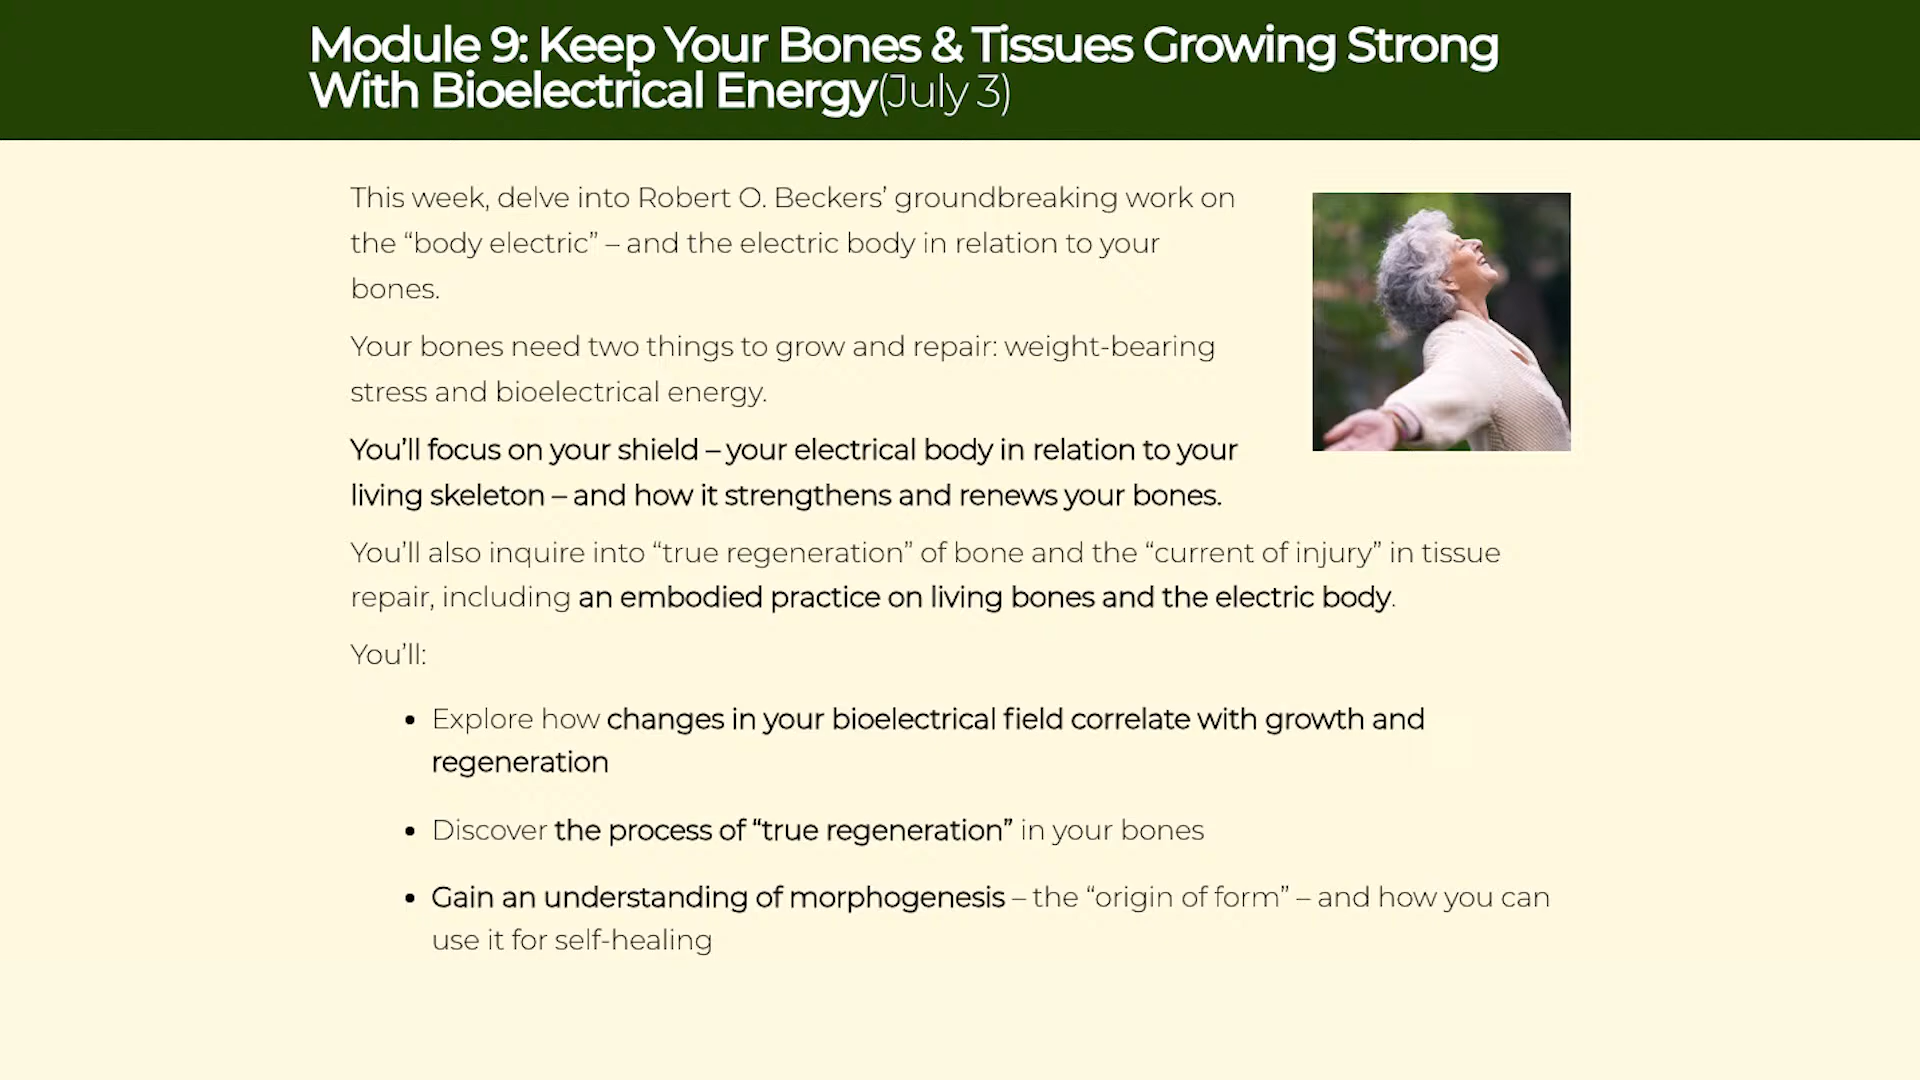 Module 9: Keep Your Bones & Tissues Growing Strong
With Bioelectrical Energy(July 3)
This week, delve into Robert O. Beckers’ groundbreaking work on
the “body electric” – and the electric body in relation to your
bones.
Your bones need two things to grow and repair: weight-bearing
stress and bioelectrical energy.
You’ll focus on your shield – your electrical body in relation to your
living skeleton – and how it strengthens and renews your bones.
You’ll also inquire into “true regeneration” of bone and the “current of injury” in tissue
repair, including an embodied practice on living bones and the electric body.
You’ll:
• Explore how changes in your bioelectrical field correlate with growth and
regeneration
• Discover the process of “true regeneration” in your bones
• Gain an understanding of morphogenesis – the “origin of form” – and how you can
use it for self-healing